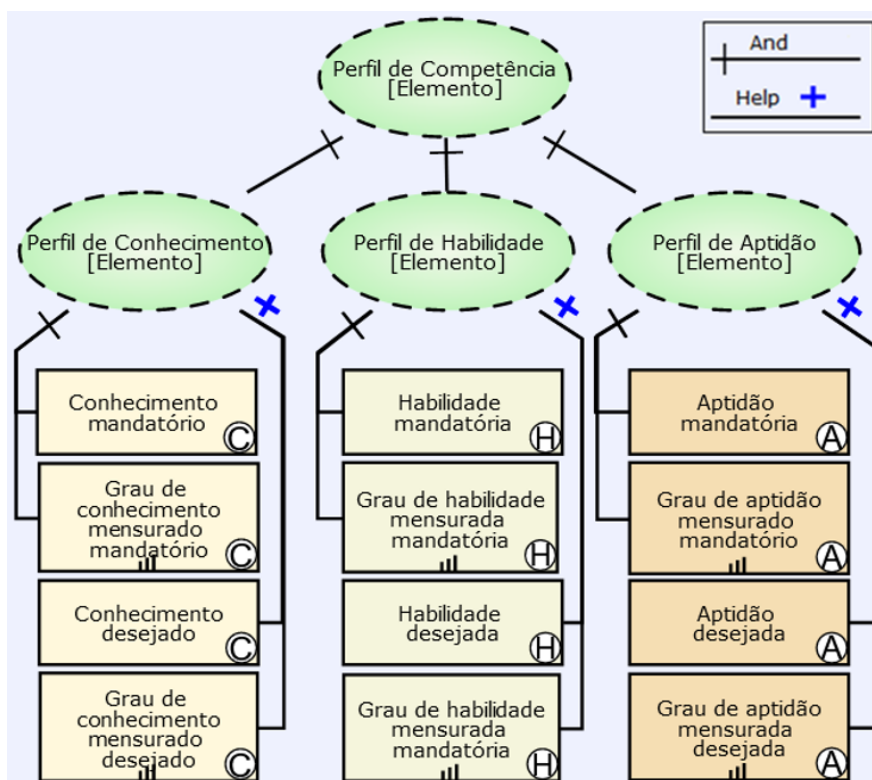 And
Help
Perfil de Competência
[Elemento]
Perfil de Conhecimento
[Elemento]
Perfil de Habilidade
[Elemento]
Perfil de Aptidão
[Elemento]
Conhecimento
mandatório
C
Habilidade
mandatória
H
Aptidão
mandatória
A
Grau de
conhecimento
mensurado
mandatório
C
Grau de habilidade
mensurada
mandatória
H
Grau de aptidão
mensurado
mandatório
A
Conhecimento
desejado
C
Habilidade
desejada
H
Aptidão
desejada
A
Grau de
conhecimento
mensurado
desejado
C
Grau de habilidade
mensurada
mandatória
H
Grau de aptidão
mensurada
desejada
A